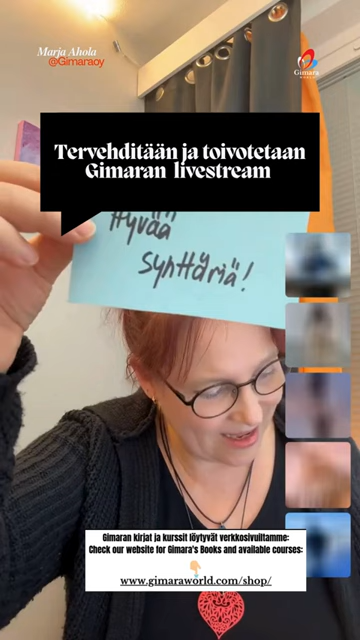 Marja Ahola
@Gimaraoy
Gimara
WORLD
Tervehditään ja toivotetaan
Gimaran livestream
Hyvää
Synttäriä!
Gimaran kirjat ja kurssit löytyvät verkkosivuiltamme:
Check our website for Gimara's Books and available courses:
👇🏼
www.gimaraworld.com/shop/